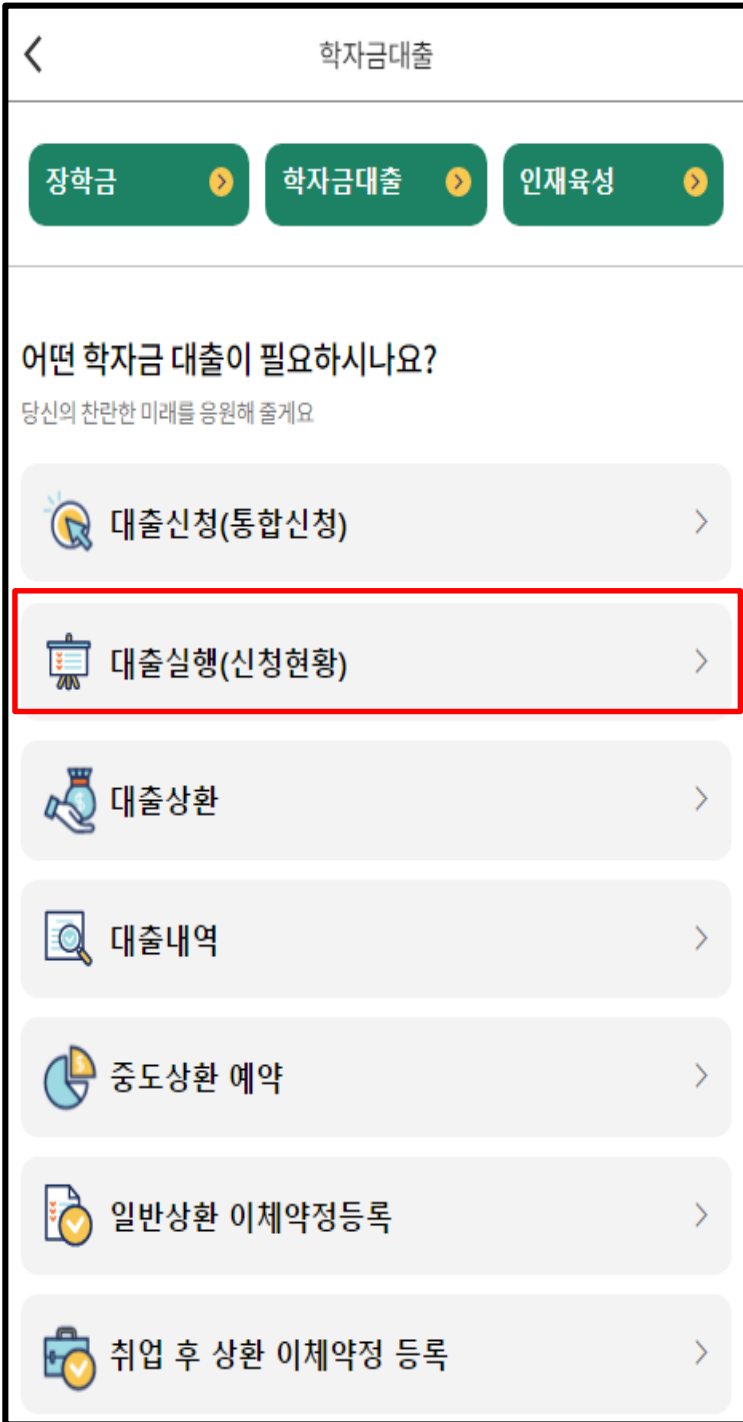 학자금대출
장학금 학자금대출 인재육성
어떤 학자금 대출이 필요하시나요?
당신의 찬란한 미래를 응원해 줄게요
대출신청(통합신청)
대출실행(신청현황)
대출상환
대출내역
중도상환 예약
일반상환 이체약정등록
취업 후 상환 이체약정 등록